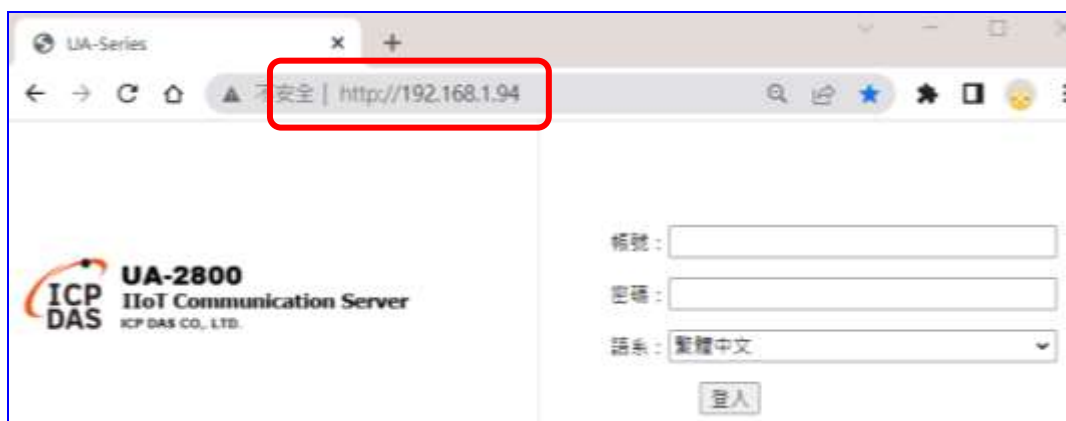 UA-Series
不安全 | http://192.168.1.94
ICP DAS
UA-2800
IIoT Communication Server
ICP DAS CO., LTD.
帳號：
密碼：
語系：繁體中文
登入